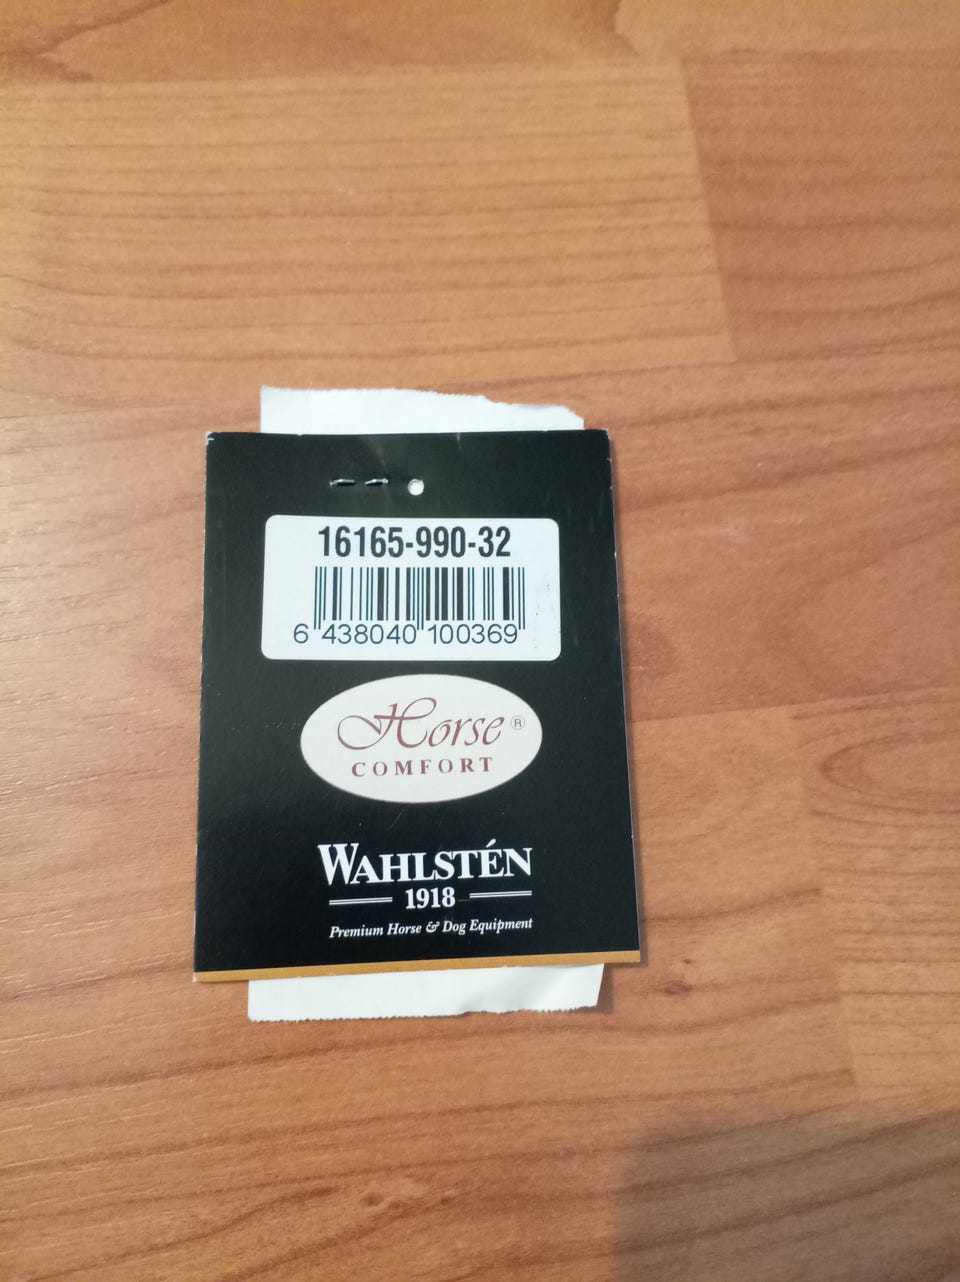 16165-990-32
6 438040 100369
Horse ®
COMFORT
WAHLSTÉN
1918
Premium Horse & Dog Equipment